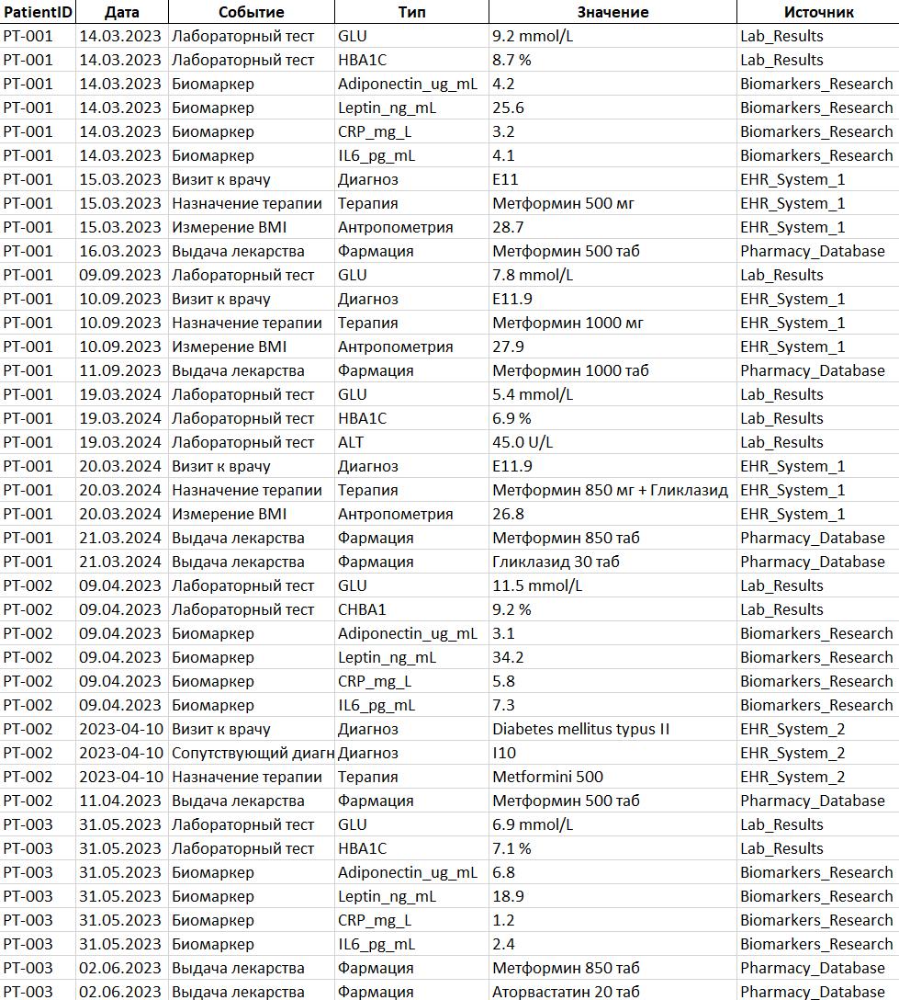 PatientID Дата Событие Тип Значение Источник
PT-001 14.03.2023 Лабораторный тест GLU 9.2 mmol/L Lab_Results
PT-001 14.03.2023 Лабораторный тест HBA1C 8.7 % Lab_Results
PT-001 14.03.2023 Биомаркер Adiponectin_ug_mL 4.2 Biomarkers_Research
PT-001 14.03.2023 Биомаркер Leptin_ng_mL 25.6 Biomarkers_Research
PT-001 14.03.2023 Биомаркер CRP_mg_L 3.2 Biomarkers_Research
PT-001 14.03.2023 Биомаркер IL6_pg_mL 4.1 Biomarkers_Research
PT-001 15.03.2023 Визит к врачу Диагноз E11 EHR_System_1
PT-001 15.03.2023 Назначение терапии Терапия Метформин 500 мг EHR_System_1
PT-001 15.03.2023 Измерение BMI Антропометрия 28.7 EHR_System_1
PT-001 16.03.2023 Выдача лекарства Фармация Метформин 500 таб Pharmacy_Database
PT-001 09.09.2023 Лабораторный тест GLU 7.8 mmol/L Lab_Results
PT-001 10.09.2023 Визит к врачу Диагноз E11.9 EHR_System_1
PT-001 10.09.2023 Назначение терапии Терапия Метформин 1000 мг EHR_System_1
PT-001 10.09.2023 Измерение BMI Антропометрия 27.9 EHR_System_1
PT-001 11.09.2023 Выдача лекарства Фармация Метформин 1000 таб Pharmacy_Database
PT-001 19.03.2024 Лабораторный тест GLU 5.4 mmol/L Lab_Results
PT-001 19.03.2024 Лабораторный тест HBA1C 6.9 % Lab_Results
PT-001 19.03.2024 Лабораторный тест ALT 45.0 U/L Lab_Results
PT-001 20.03.2024 Визит к врачу Диагноз E11.9 EHR_System_1
PT-001 20.03.2024 Назначение терапии Терапия Метформин 850 мг + Гликлазид EHR_System_1
PT-001 20.03.2024 Измерение BMI Антропометрия 26.8 EHR_System_1
PT-001 21.03.2024 Выдача лекарства Фармация Метформин 850 таб Pharmacy_Database
PT-001 21.03.2024 Выдача лекарства Фармация Гликлазид 30 таб Pharmacy_Database
PT-002 09.04.2023 Лабораторный тест GLU 11.5 mmol/L Lab_Results
PT-002 09.04.2023 Лабораторный тест CHBA1 9.2 % Lab_Results
PT-002 09.04.2023 Биомаркер Adiponectin_ug_mL 3.1 Biomarkers_Research
PT-002 09.04.2023 Биомаркер Leptin_ng_mL 34.2 Biomarkers_Research
PT-002 09.04.2023 Биомаркер CRP_mg_L 5.8 Biomarkers_Research
PT-002 09.04.2023 Биомаркер IL6_pg_mL 7.3 Biomarkers_Research
PT-002 2023-04-10 Визит к врачу Диагноз Diabetes mellitus typus II EHR_System_2
PT-002 2023-04-10 Сопутствующий диагн Диагноз I10 EHR_System_2
PT-002 2023-04-10 Назначение терапии Терапия Metformini 500 EHR_System_2
PT-002 11.04.2023 Выдача лекарства Фармация Метформин 500 таб Pharmacy_Database
PT-003 31.05.2023 Лабораторный тест GLU 6.9 mmol/L Lab_Results
PT-003 31.05.2023 Лабораторный тест HBA1C 7.1 % Lab_Results
PT-003 31.05.2023 Биомаркер Adiponectin_ug_mL 6.8 Biomarkers_Research
PT-003 31.05.2023 Биомаркер Leptin_ng_mL 18.9 Biomarkers_Research
PT-003 31.05.2023 Биомаркер CRP_mg_L 1.2 Biomarkers_Research
PT-003 31.05.2023 Биомаркер IL6_pg_mL 2.4 Biomarkers_Research
PT-003 02.06.2023 Выдача лекарства Фармация Метформин 850 таб Pharmacy_Database
PT-003 02.06.2023 Выдача лекарства Фармация Аторвастатин 20 таб Pharmacy_Database